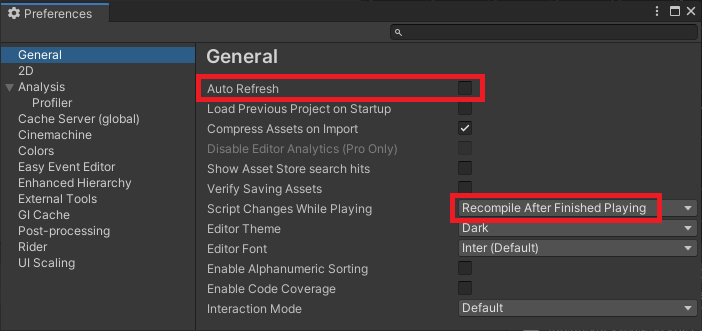 Preferences
General
2D
Analysis
Profiler
Cache Server (global)
Cinemachine
Colors
Easy Event Editor
Enhanced Hierarchy
External Tools
GI Cache
Post-processing
Rider
UI Scaling
General
Auto Refresh
Load Previous Project on Startup
Compress Assets on Import
Disable Editor Analytics (Pro Only)
Show Asset Store search hits
Verify Saving Assets
Script Changes While Playing Recompile After Finished Playing
Editor Theme Dark
Editor Font Inter (Default)
Enable Alphanumeric Sorting
Enable Code Coverage
Interaction Mode Default